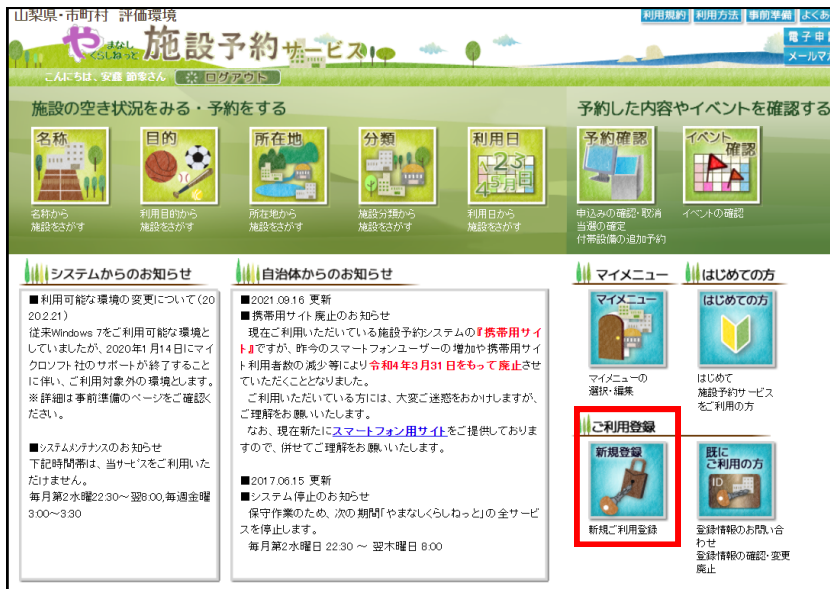 山梨県・市町村 評価環境
利用規約 利用方法 事前準備 よくあ
やまなしくらしねっと 施設予約サービス
電子申
メールマ
こんにちは、安藤 節象さん ログアウト
施設の空き状況をみる・予約をする
予約した内容やイベントを確認する
名称 目的 所在地 分類 利用日 予約確認 イベント確認
1 2 3
4 5月 日
名称から
施設をさがす
利用目的から
施設をさがす
所在地から
施設をさがす
施設分類から
施設をさがす
利用日から
施設をさがす
申込みの確認・取消
当選の確定
付帯設備の追加予約
イベントの確認
システムからのお知らせ
■利用可能な環境の変更について(20
20.2.21)
従来Windows 7をご利用可能な環境と
していましたが、2020年1月14日にマイ
クロソフト社のサポートが終了すること
に伴い、ご利用対象外の環境とします。
※詳細は事前準備のページをご確認く
ださい。
■システムメンテナンスのお知らせ
下記時間帯は、当サービスをご利用いた
だけません。
毎月第2水曜22:30～翌8:00,毎週金曜
3:00～3:30
自治体からのお知らせ
■2021.09.16 更新
■携帯用サイト廃止のお知らせ
現在ご利用いただいている施設予約システムの『携帯用サイ
ト』ですが、昨今のスマートフォンユーザーの増加や携帯用サイ
ト利用者数の減少等により令和4年3月31日をもって廃止させ
ていただくこととなりました。
ご利用いただいている方には、大変ご迷惑をおかけしますが、
ご理解をお願いいたします。
なお、現在新たにスマートフォン用サイトをご提供しておりま
すので、併せてご理解をお願いいたします。
■2017.06.15 更新
■システム停止のお知らせ
保守作業のため、次の期間「やまなしくらしねっと」の全サービ
スを停止します。
毎月第2水曜日 22:30 ～ 翌木曜日 8:00
マイメニュー
マイメニュー
マイメニューの
選択・編集
はじめての方
はじめての方
はじめて
施設予約サービス
をご利用の方
ご利用登録
新規登録
新規ご利用登録
既に
ご利用の方
ID
登録情報のお問い合
わせ
登録情報の確認・変更
廃止